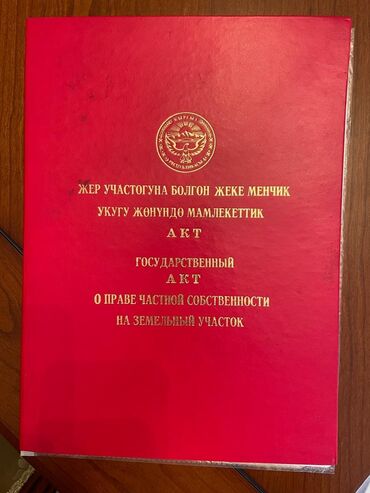 ЖЕР УЧАСТОГУНА БОЛГОН ЖЕКЕ МЕНЧИК
УКУГУ ЖӨНҮНДӨ МАМЛЕКЕТТИК
АКТ
ГОСУДАРСТВЕННЫЙ
АКТ
О ПРАВЕ ЧАСТНОЙ СОБСТВЕННОСТИ
НА ЗЕМЕЛЬНЫЙ УЧАСТОК